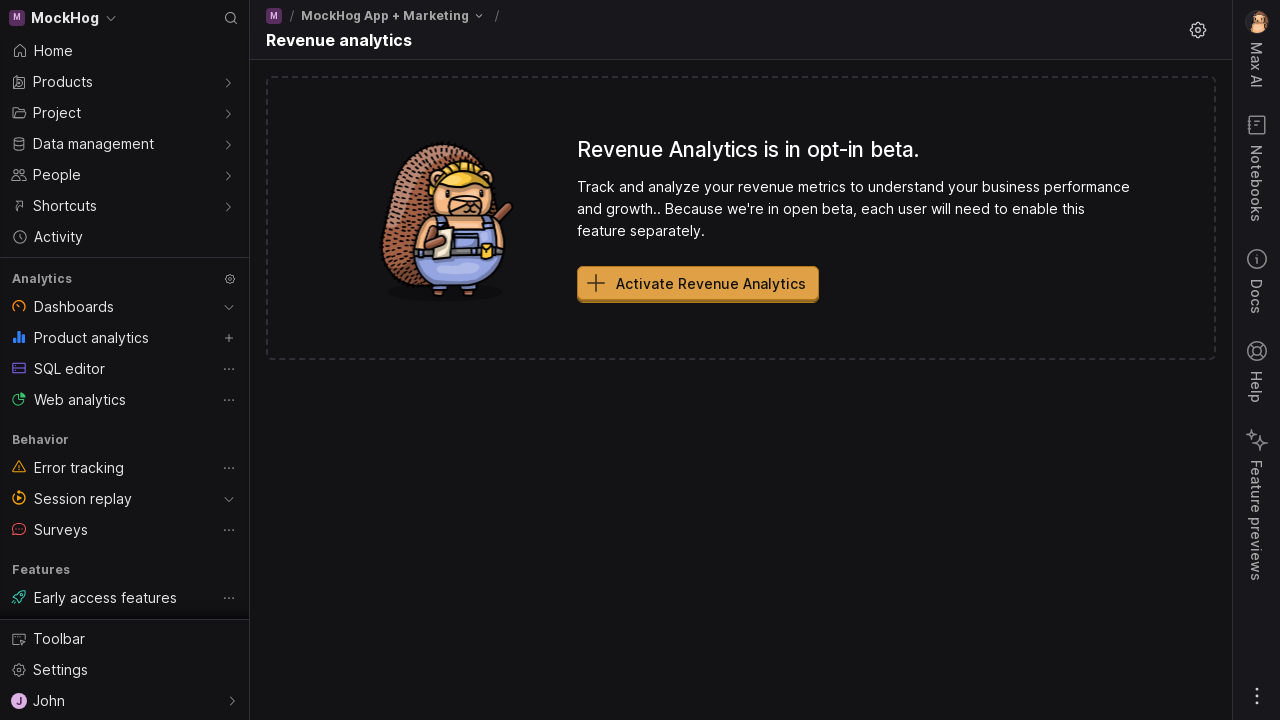 M MockHog
Home
Products
Project
Data management
People
Shortcuts
Activity
Analytics
Dashboards
Product analytics
SQL editor
Web analytics
Behavior
Error tracking
Session replay
Surveys
Features
Early access features
Toolbar
Settings
J John
M / MockHog App + Marketing /
Revenue analytics
Revenue Analytics is in opt-in beta.
Track and analyze your revenue metrics to understand your business performance
and growth.. Because we're in open beta, each user will need to enable this
feature separately.
Activate Revenue Analytics
Max AI
Notebooks
Docs
Help
Feature previews